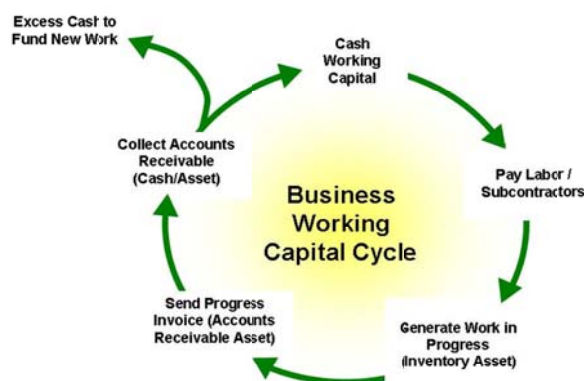 Excess Cash to
Fund New Work
Cash
Working
Capital
Pay Labor /
Subcontractors
Generate Work in
Progress
(Inventory Asset)
Send Progress
Invoice (Accounts
Receivable Asset)
Collect Accounts
Receivable
(Cash/Asset)
Business
Working
Capital Cycle